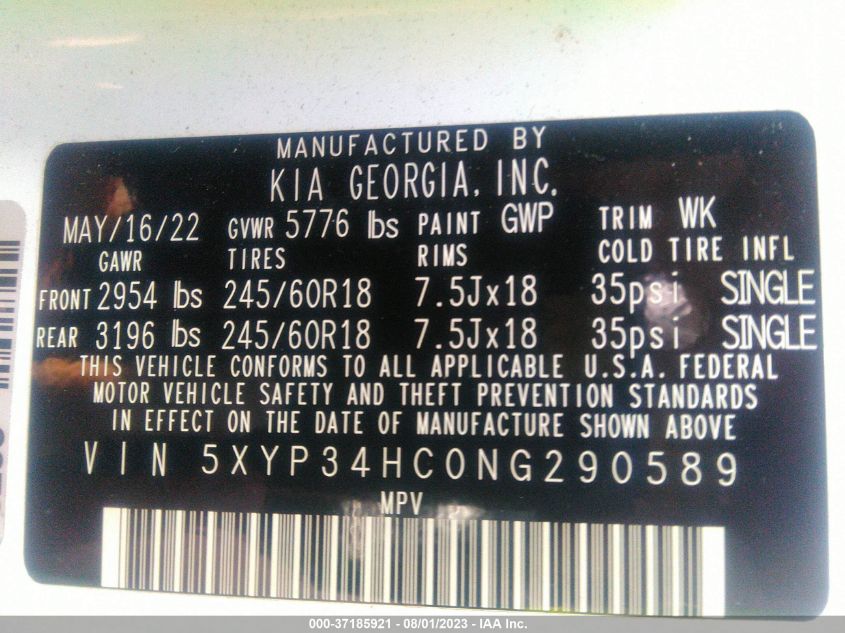 MANUFACTURED BY
KIA GEORGIA, INC.
MAY/16/22 GVWR 5776 lbs PAINT GWP TRIM WK
GAWR TIRES RIMS COLD TIRE INFL
FRONT 2954 lbs 245/60R18 7.5Jx18 35psi SINGLE
REAR 3196 lbs 245/60R18 7.5Jx18 35psi SINGLE
THIS VEHICLE CONFORMS TO ALL APPLICABLE U.S.A. FEDERAL
MOTOR VEHICLE SAFETY AND THEFT PREVENTION STANDARDS
IN EFFECT ON THE DATE OF MANUFACTURE SHOWN ABOVE
VIN 5XYP34HC0NG290589
MPV
000-37185921 - 08/01/2023 - IAA Inc.